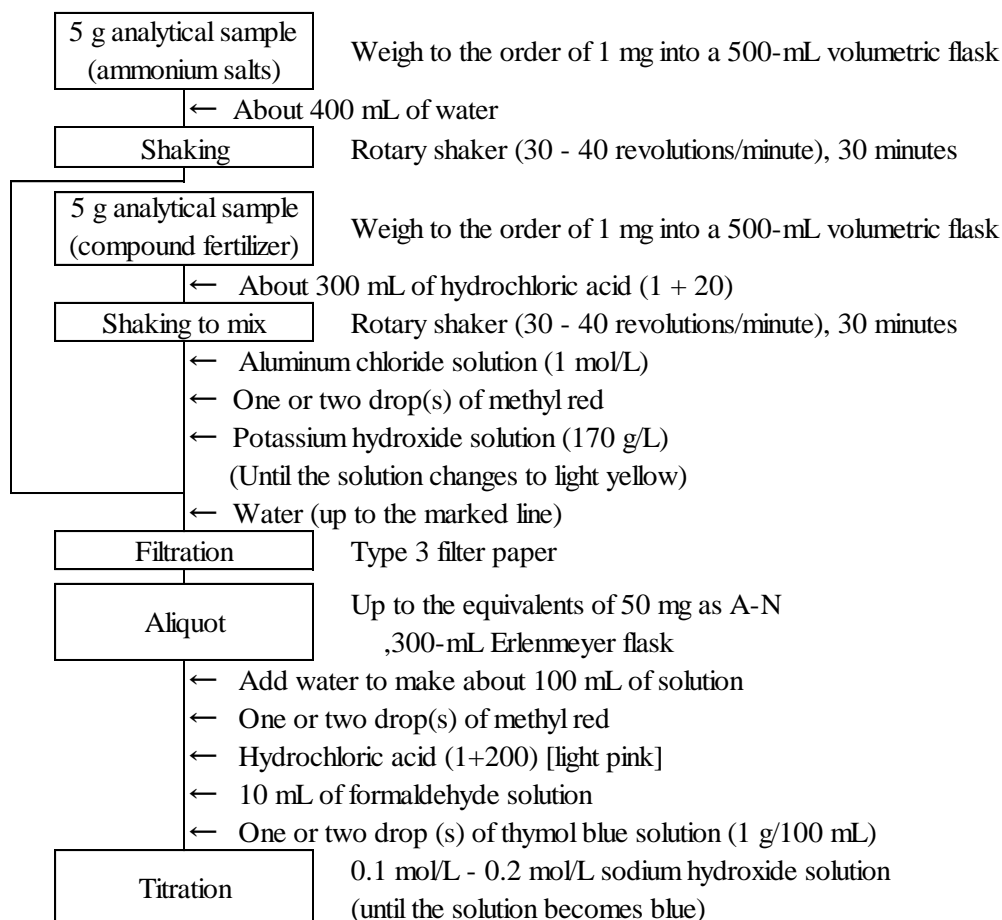 5 g analytical sample
(ammonium salts)
Weigh to the order of 1 mg into a 500-mL volumetric flask
← About 400 mL of water
Shaking
Rotary shaker (30 - 40 revolutions/minute), 30 minutes
5 g analytical sample
(compound fertilizer)
Weigh to the order of 1 mg into a 500-mL volumetric flask
← About 300 mL of hydrochloric acid (1 + 20)
Shaking to mix
Rotary shaker (30 - 40 revolutions/minute), 30 minutes
← Aluminum chloride solution (1 mol/L)
← One or two drop(s) of methyl red
← Potassium hydroxide solution (170 g/L)
(Until the solution changes to light yellow)
← Water (up to the marked line)
Filtration
Type 3 filter paper
Aliquot
Up to the equivalents of 50 mg as A-N
,300-mL Erlenmeyer flask
← Add water to make about 100 mL of solution
← One or two drop(s) of methyl red
← Hydrochloric acid (1+200) [light pink]
← 10 mL of formaldehyde solution
← One or two drop (s) of thymol blue solution (1 g/100 mL)
Titration
0.1 mol/L - 0.2 mol/L sodium hydroxide solution
(until the solution becomes blue)